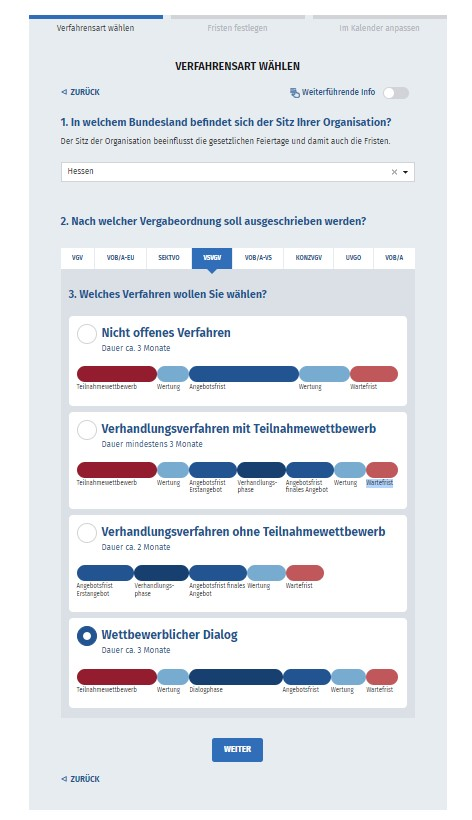 Verfahrensart wählen Fristen festlegen Im Kalender anpassen
VERFAHRENSART WÄHLEN
ZURÜCK Weiterführende Info
1. In welchem Bundesland befindet sich der Sitz Ihrer Organisation?
Der Sitz der Organisation beeinflusst die gesetzlichen Feiertage und damit auch die Fristen.
Hessen
2. Nach welcher Vergabeordnung soll ausgeschrieben werden?
VGV VOB/A-EU SEKTVO VSVGV VOB/A-VS KONZVGV UVGO VOB/A
3. Welches Verfahren wollen Sie wählen?
Nicht offenes Verfahren
Dauer ca. 3 Monate
Teilnahmewettbewerb Wertung Angebotsfrist Wertung Wartefrist
Verhandlungsverfahren mit Teilnahmewettbewerb
Dauer mindestens 3 Monate
Teilnahmewettbewerb Wertung Angebotsfrist Verhandlungs- Angebotsfrist Wertung Wartefrist
Erstangebot phase finales Angebot
Verhandlungsverfahren ohne Teilnahmewettbewerb
Dauer ca. 2 Monate
Angebotsfrist Verhandlungs- Angebotsfrist finales Wertung Wartefrist
Erstangebot phase Angebot
Wettbewerblicher Dialog
Dauer ca. 3 Monate
Teilnahmewettbewerb Wertung Dialogphase Angebotsfrist Wertung Wartefrist
WEITER
ZURÜCK